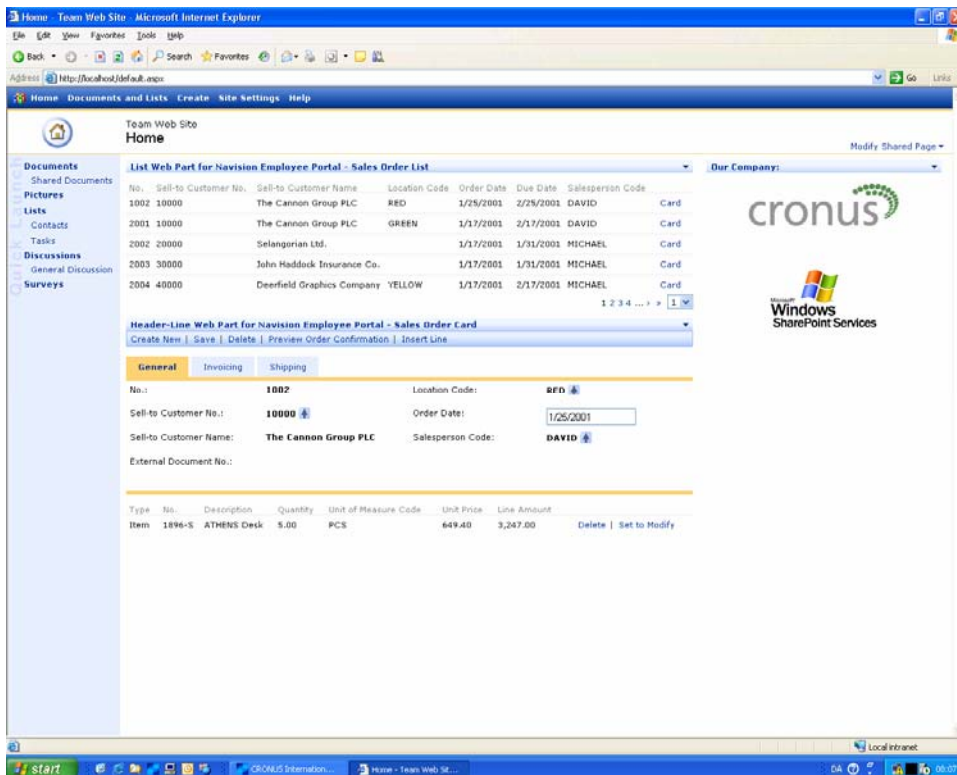 Home - Team Web Site - Microsoft Internet Explorer
File Edit View Favorites Tools Help
Back Search Favorites
Address http://localhost/default.aspx Go Links
Home Documents and Lists Create Site Settings Help
Team Web Site
Home
Modify Shared Page
Documents
Shared Documents
Pictures
Lists
Contacts
Tasks
Discussions
General Discussion
Surveys
List Web Part for Navision Employee Portal - Sales Order List
No. Sell-to Customer No. Sell-to Customer Name Location Code Order Date Due Date Salesperson Code
1002 10000 The Cannon Group PLC RED 1/25/2001 2/25/2001 DAVID Card
2001 10000 The Cannon Group PLC GREEN 1/17/2001 2/17/2001 DAVID Card
2002 20000 Selangorian Ltd. 1/17/2001 1/31/2001 MICHAEL Card
2003 30000 John Haddock Insurance Co. 1/17/2001 1/31/2001 MICHAEL Card
2004 40000 Deerfield Graphics Company YELLOW 1/17/2001 2/17/2001 MICHAEL Card
1 2 3 4 ... > » 1
Header-Line Web Part for Navision Employee Portal - Sales Order Card
Create New | Save | Delete | Preview Order Confirmation | Insert Line
General Invoicing Shipping
No.: 1002 Location Code: RED
Sell-to Customer No.: 10000 Order Date: 1/25/2001
Sell-to Customer Name: The Cannon Group PLC Salesperson Code: DAVID
External Document No.:
Type No. Description Quantity Unit of Measure Code Unit Price Line Amount
Item 1896-S ATHENS Desk 5.00 PCS 649.40 3,247.00 Delete | Set to Modify
Our Company:
cronus
Microsoft
Windows
SharePoint Services
Local intranet
start CRONUS Internation... Home - Team Web Sit... DA